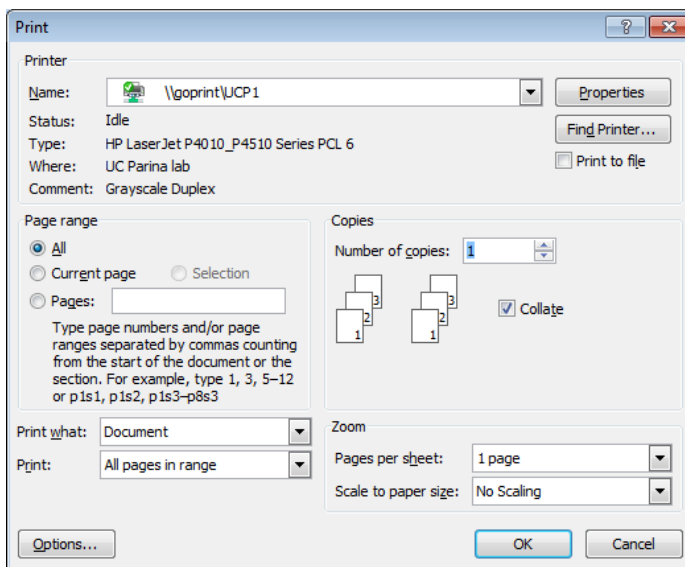 Print
Printer
Name: \\goprint\UCP1
Properties
Status: Idle
Find Printer...
Type: HP LaserJet P4010_P4510 Series PCL 6
Where: UC Parina lab
Print to file
Comment: Grayscale Duplex
Page range
All
Current page Selection
Pages:
Type page numbers and/or page
ranges separated by commas counting
from the start of the document or the
section. For example, type 1, 3, 5–12
or p1s1, p1s2, p1s3–p8s3
Copies
Number of copies: 1
3 3
2 2
1 1
Collate
Print what: Document
Print: All pages in range
Zoom
Pages per sheet: 1 page
Scale to paper size: No Scaling
Options...
OK Cancel